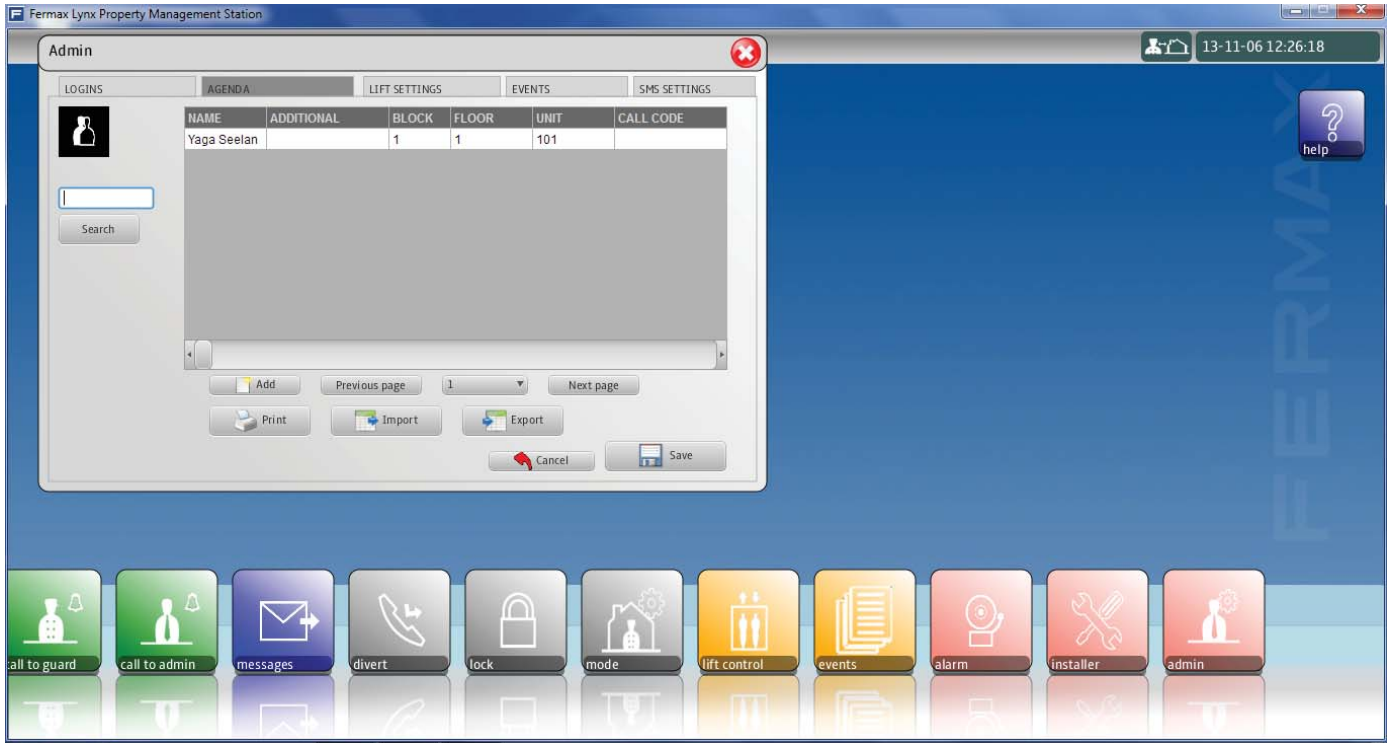 Fermax Lynx Property Management Station
Admin
13-11-06 12:26:18
LOGINS AGENDA LIFT SETTINGS EVENTS SMS SETTINGS
NAME ADDITIONAL BLOCK FLOOR UNIT CALL CODE
Yaga Seelan 1 1 101
help
Search
Add Previous page 1 Next page
Print Import Export
Cancel Save
FERMAX
all to guard call to admin messages divert lock mode lift control events alarm installer admin